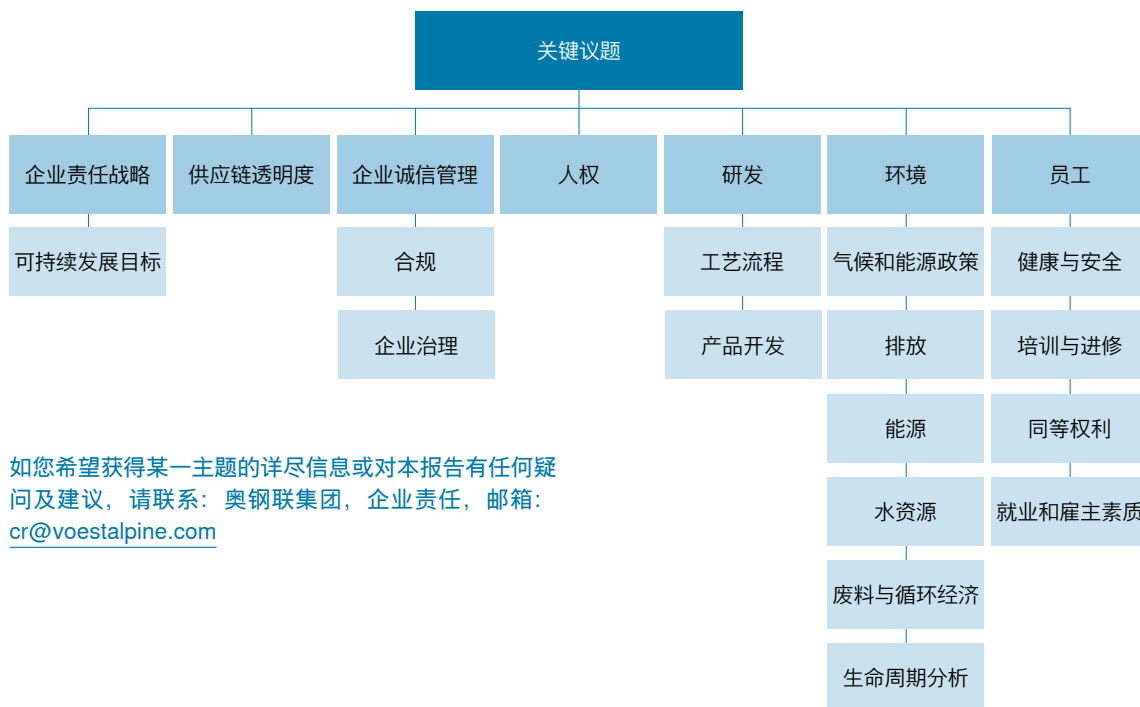 关键议题
企业责任战略
供应链透明度
企业诚信管理
人权
研发
环境
员工
可持续发展目标
合规
工艺流程
气候和能源政策
健康与安全
企业治理
产品开发
排放
培训与进修
能源
同等权利
水资源
就业和雇主素质
废料与循环经济
生命周期分析
如您希望获得某一主题的详尽信息或对本报告有任何疑
问及建议，请联系：奥钢联集团，企业责任，邮箱：
cr@voestalpine.com